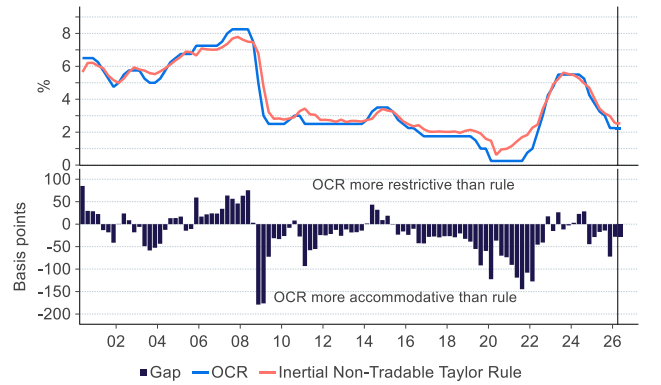 8
6
%
4
2
0
100
OCR more restrictive than rule
50
0
Basis points
-50
-100
-150
OCR more accommodative than rule
-200
02 04 06 08 10 12 14 16 18 20 22 24 26
Gap OCR Inertial Non-Tradable Taylor Rule